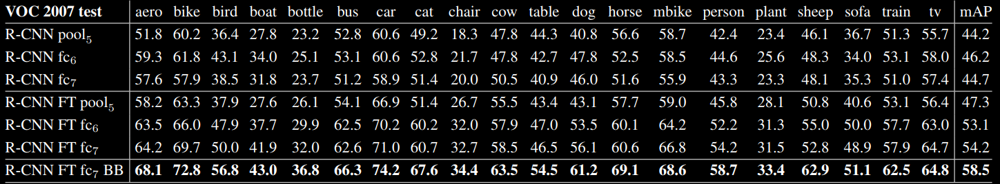 VOC 2007 test aero bike bird boat bottle bus car cat chair cow table dog horse mbike person plant sheep sofa train tv mAP
R-CNN pool5 51.8 60.2 36.4 27.8 23.2 52.8 60.6 49.2 18.3 47.8 44.3 40.8 56.6 58.7 42.4 23.4 46.1 36.7 51.3 55.7 44.2
R-CNN fc6 59.3 61.8 43.1 34.0 25.1 53.1 60.6 52.8 21.7 47.8 42.7 47.8 52.5 58.5 44.6 25.6 48.3 34.0 53.1 58.0 46.2
R-CNN fc7 57.6 57.9 38.5 31.8 23.7 51.2 58.9 51.4 20.0 50.5 40.9 46.0 51.6 55.9 43.3 23.3 48.1 35.3 51.0 57.4 44.7
R-CNN FT pool5 58.2 63.3 37.9 27.6 26.1 54.1 66.9 51.4 26.7 55.5 43.4 43.1 57.7 59.0 45.8 28.1 50.8 40.6 53.1 56.4 47.3
R-CNN FT fc6 63.5 66.0 47.9 37.7 29.9 62.5 70.2 60.2 32.0 57.9 47.0 53.5 60.1 64.2 52.2 31.3 55.0 50.0 57.7 63.0 53.1
R-CNN FT fc7 64.2 69.7 50.0 41.9 32.0 62.6 71.0 60.7 32.7 58.5 46.5 56.1 60.6 66.8 54.2 31.5 52.8 48.9 57.9 64.7 54.2
R-CNN FT fc7 BB 68.1 72.8 56.8 43.0 36.8 66.3 74.2 67.6 34.4 63.5 54.5 61.2 69.1 68.6 58.7 33.4 62.9 51.1 62.5 64.8 58.5